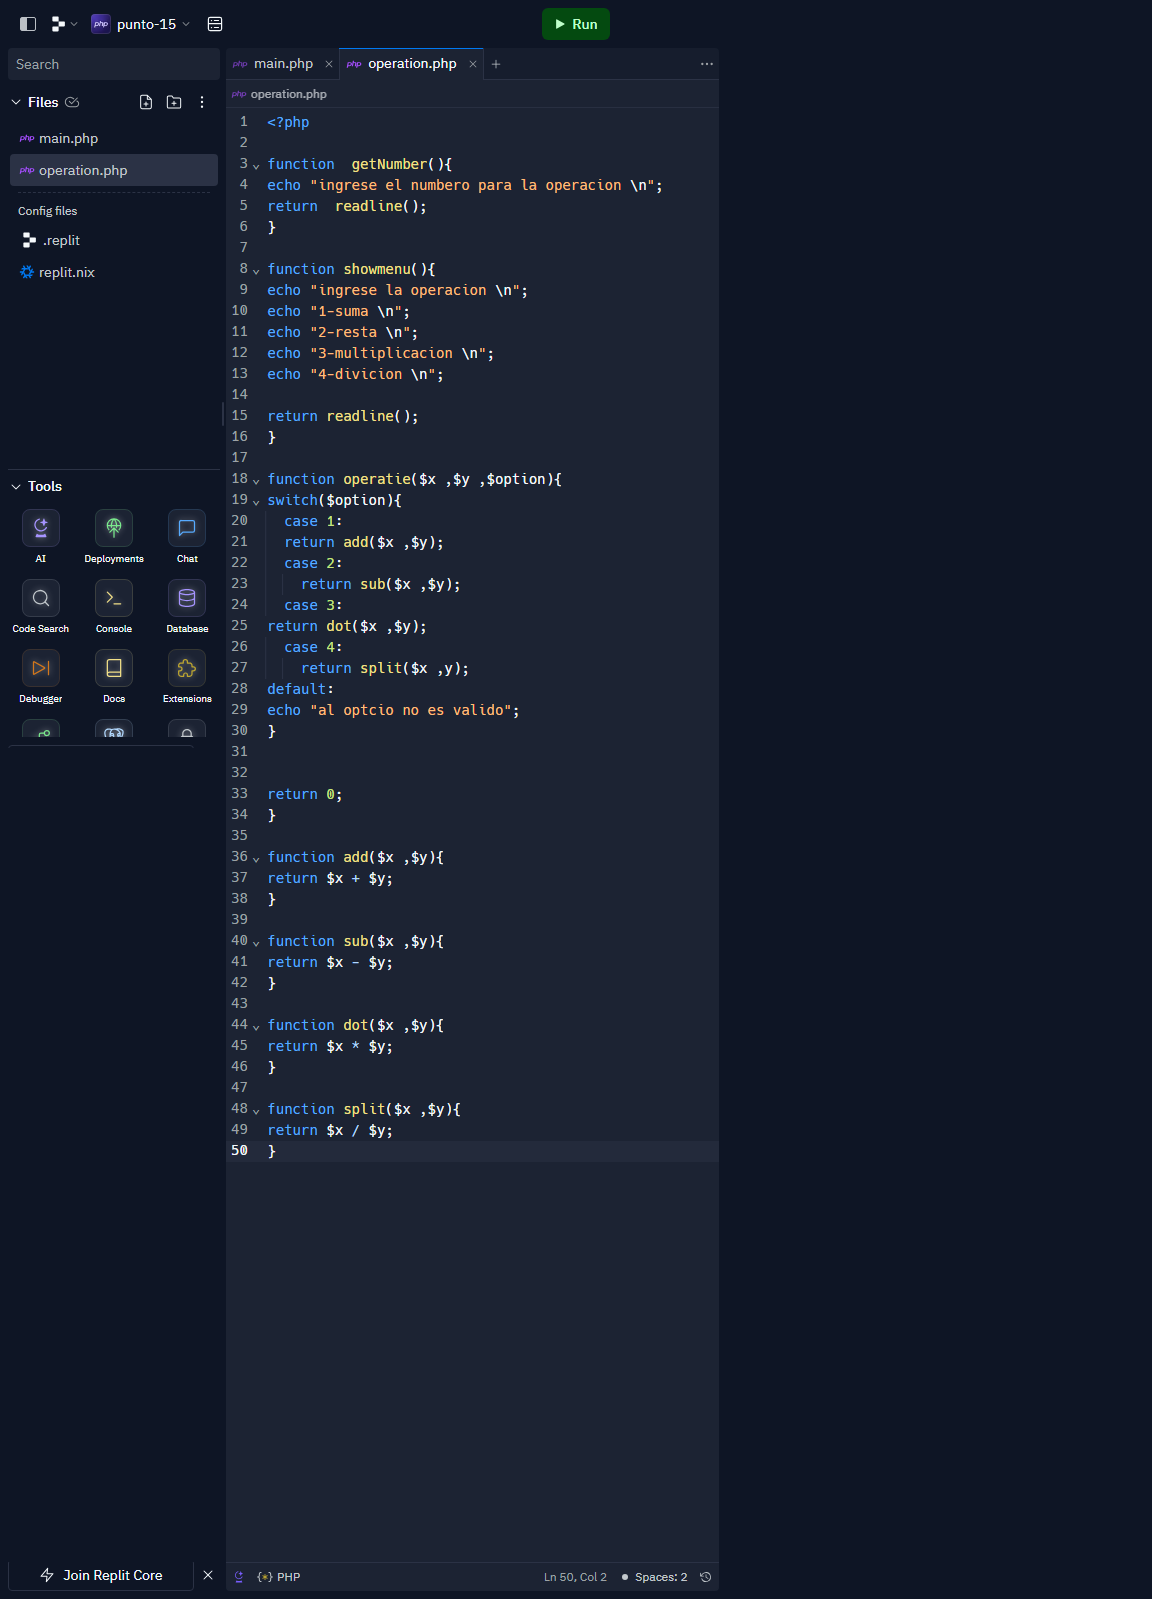 php punto-15
Run
Search
Files
php main.php
php operation.php
Config files
.replit
replit.nix
Tools
AI
Deployments
Chat
Code Search
Console
Database
Debugger
Docs
Extensions
Join Replit Core
php main.php × php operation.php × +
php operation.php
1 <?php
2
3 function  getNumber(){
4 echo "ingrese el numbero para la operacion \n";
5 return  readline();
6 }
7
8 function showmenu(){
9 echo "ingrese la operacion \n";
10 echo "1-suma \n";
11 echo "2-resta \n";
12 echo "3-multiplicacion \n";
13 echo "4-divicion \n";
14
15 return readline();
16 }
17
18 function operatie($x ,$y ,$option){
19 switch($option){
20   case 1:
21   return add($x ,$y);
22   case 2:
23     return sub($x ,$y);
24   case 3:
25 return dot($x ,$y);
26   case 4:
27     return split($x ,y);
28 default:
29 echo "al optcio no es valido";
30 }
31
32
33 return 0;
34 }
35
36 function add($x ,$y){
37 return $x + $y;
38 }
39
40 function sub($x ,$y){
41 return $x - $y;
42 }
43
44 function dot($x ,$y){
45 return $x * $y;
46 }
47
48 function split($x ,$y){
49 return $x / $y;
50 }
PHP Ln 50, Col 2 Spaces: 2